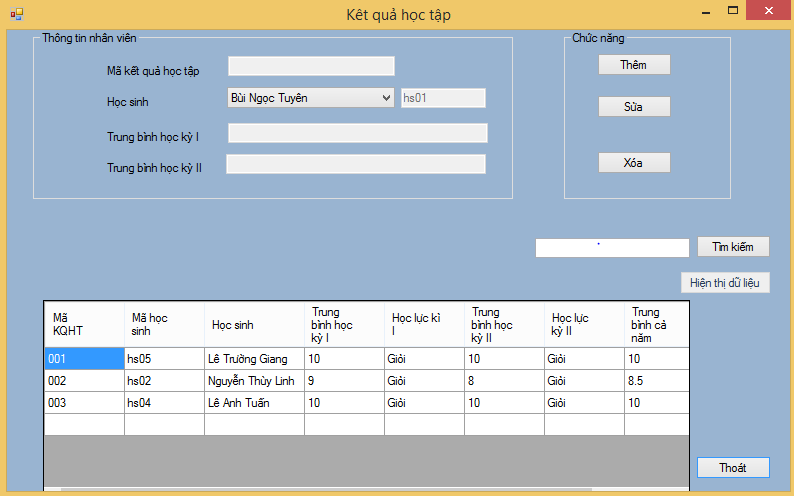 Kêt quả học tập
Thông tin nhân viên
Chức năng
Mã kết quả học tập
Thêm
Học sinh
Bùi Ngọc Tuyên
hs01
Sửa
Trung bình học kỳ I
Trung bình học kỳ II
Xóa
Tìm kiếm
Hiện thị dữ liệu
Mã
KQHT
Mã học
sinh
Học sinh
Trung
bình học
kỳ I
Học lực kì
I
Trung
bình học
kỳ II
Học lực
kỳ II
Trung
bình cả
năm
001 hs05 Lê Trường Giang 10 Giỏi 10 Giỏi 10
002 hs02 Nguyễn Thùy Linh 9 Giỏi 8 Giỏi 8.5
003 hs04 Lê Anh Tuấn 10 Giỏi 10 Giỏi 10
Thoát